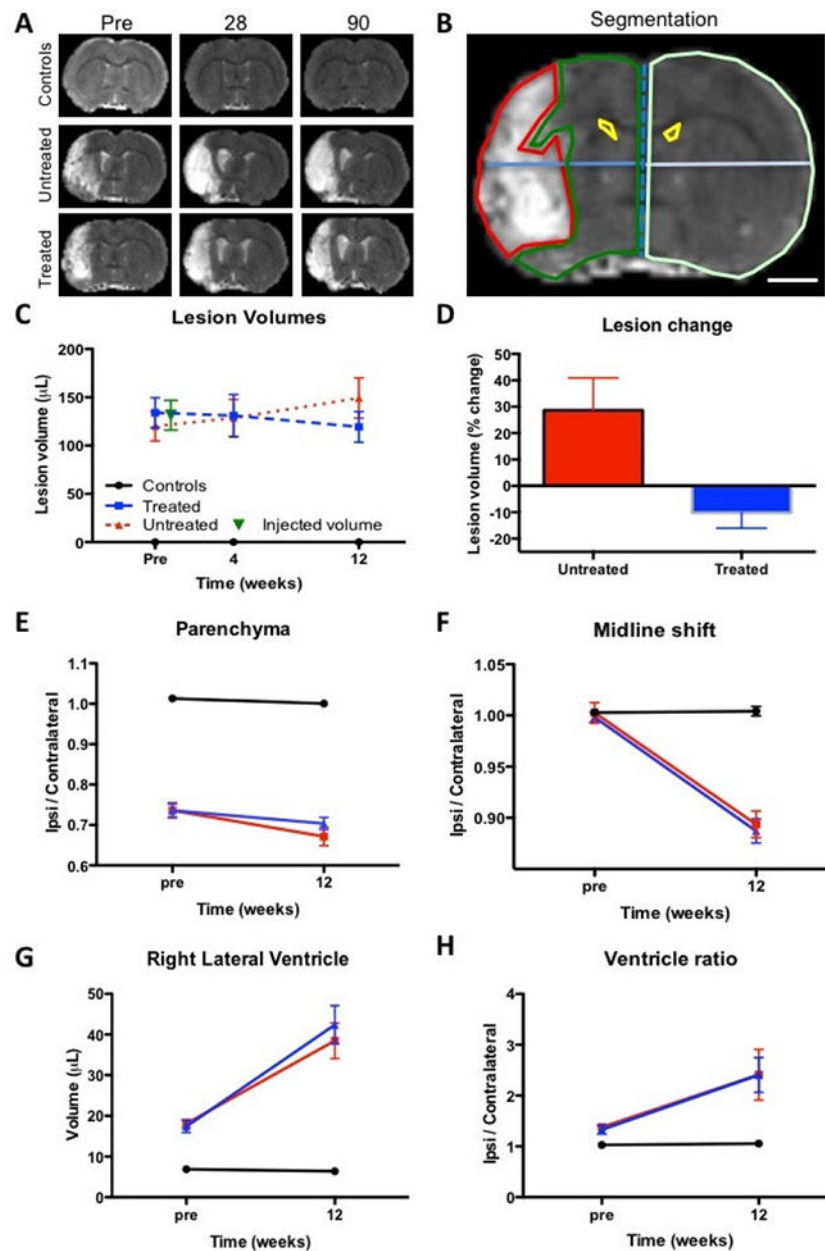 A
Pre 28 90
Controls
Untreated
Treated
B
Segmentation
C
Lesion Volumes
200
150
100
50
0
Lesion volume (μL)
Controls
Treated
Untreated Injected volume
Pre 4 12
Time (weeks)
D
Lesion change
50
40
30
20
10
0
-10
-20
Lesion volume (% change)
Untreated Treated
E
Parenchyma
1.1
1.0
0.9
0.8
0.7
0.6
Ipsi / Contralateral
pre 12
Time (weeks)
F
Midline shift
1.05
1.00
0.95
0.90
Ipsi / Contralateral
pre 12
Time (weeks)
G
Right Lateral Ventricle
50
40
30
20
10
0
Volume (μL)
pre 12
Time (weeks)
H
Ventricle ratio
4
3
2
1
0
Ipsi / Contralateral
pre 12
Time (weeks)